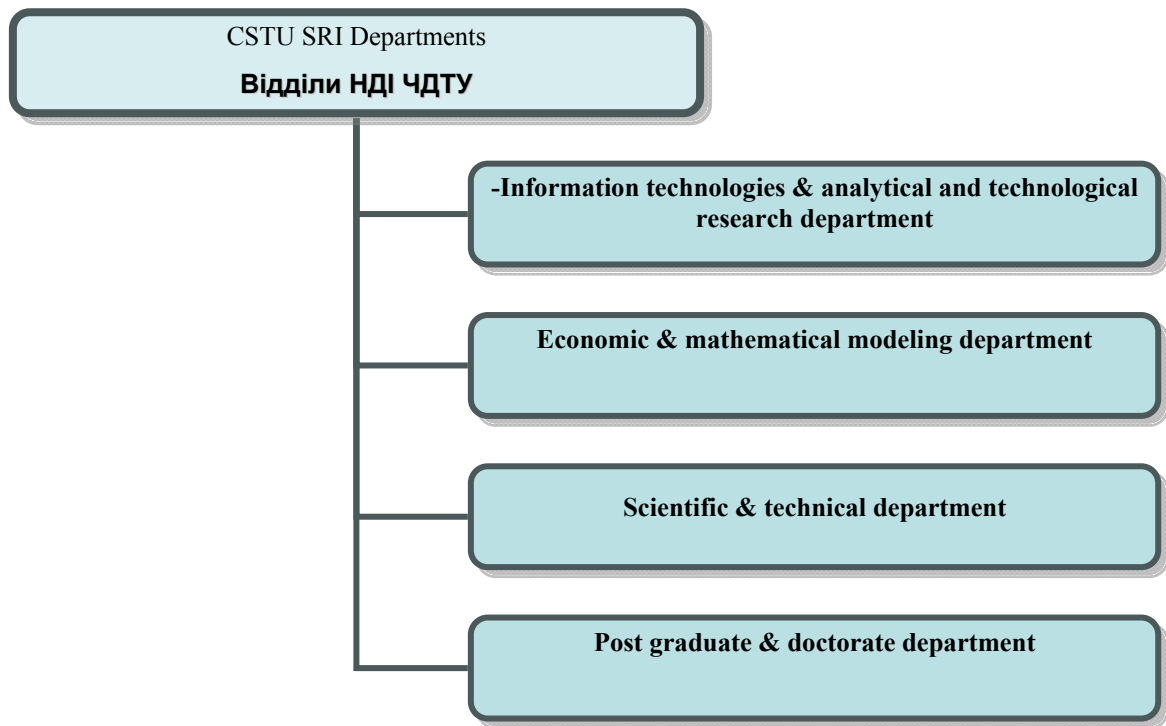 CSTU SRI Departments
Відділи НДІ ЧДТУ
-Information technologies & analytical and technological
research department
Economic & mathematical modeling department
Scientific & technical department
Post graduate & doctorate department